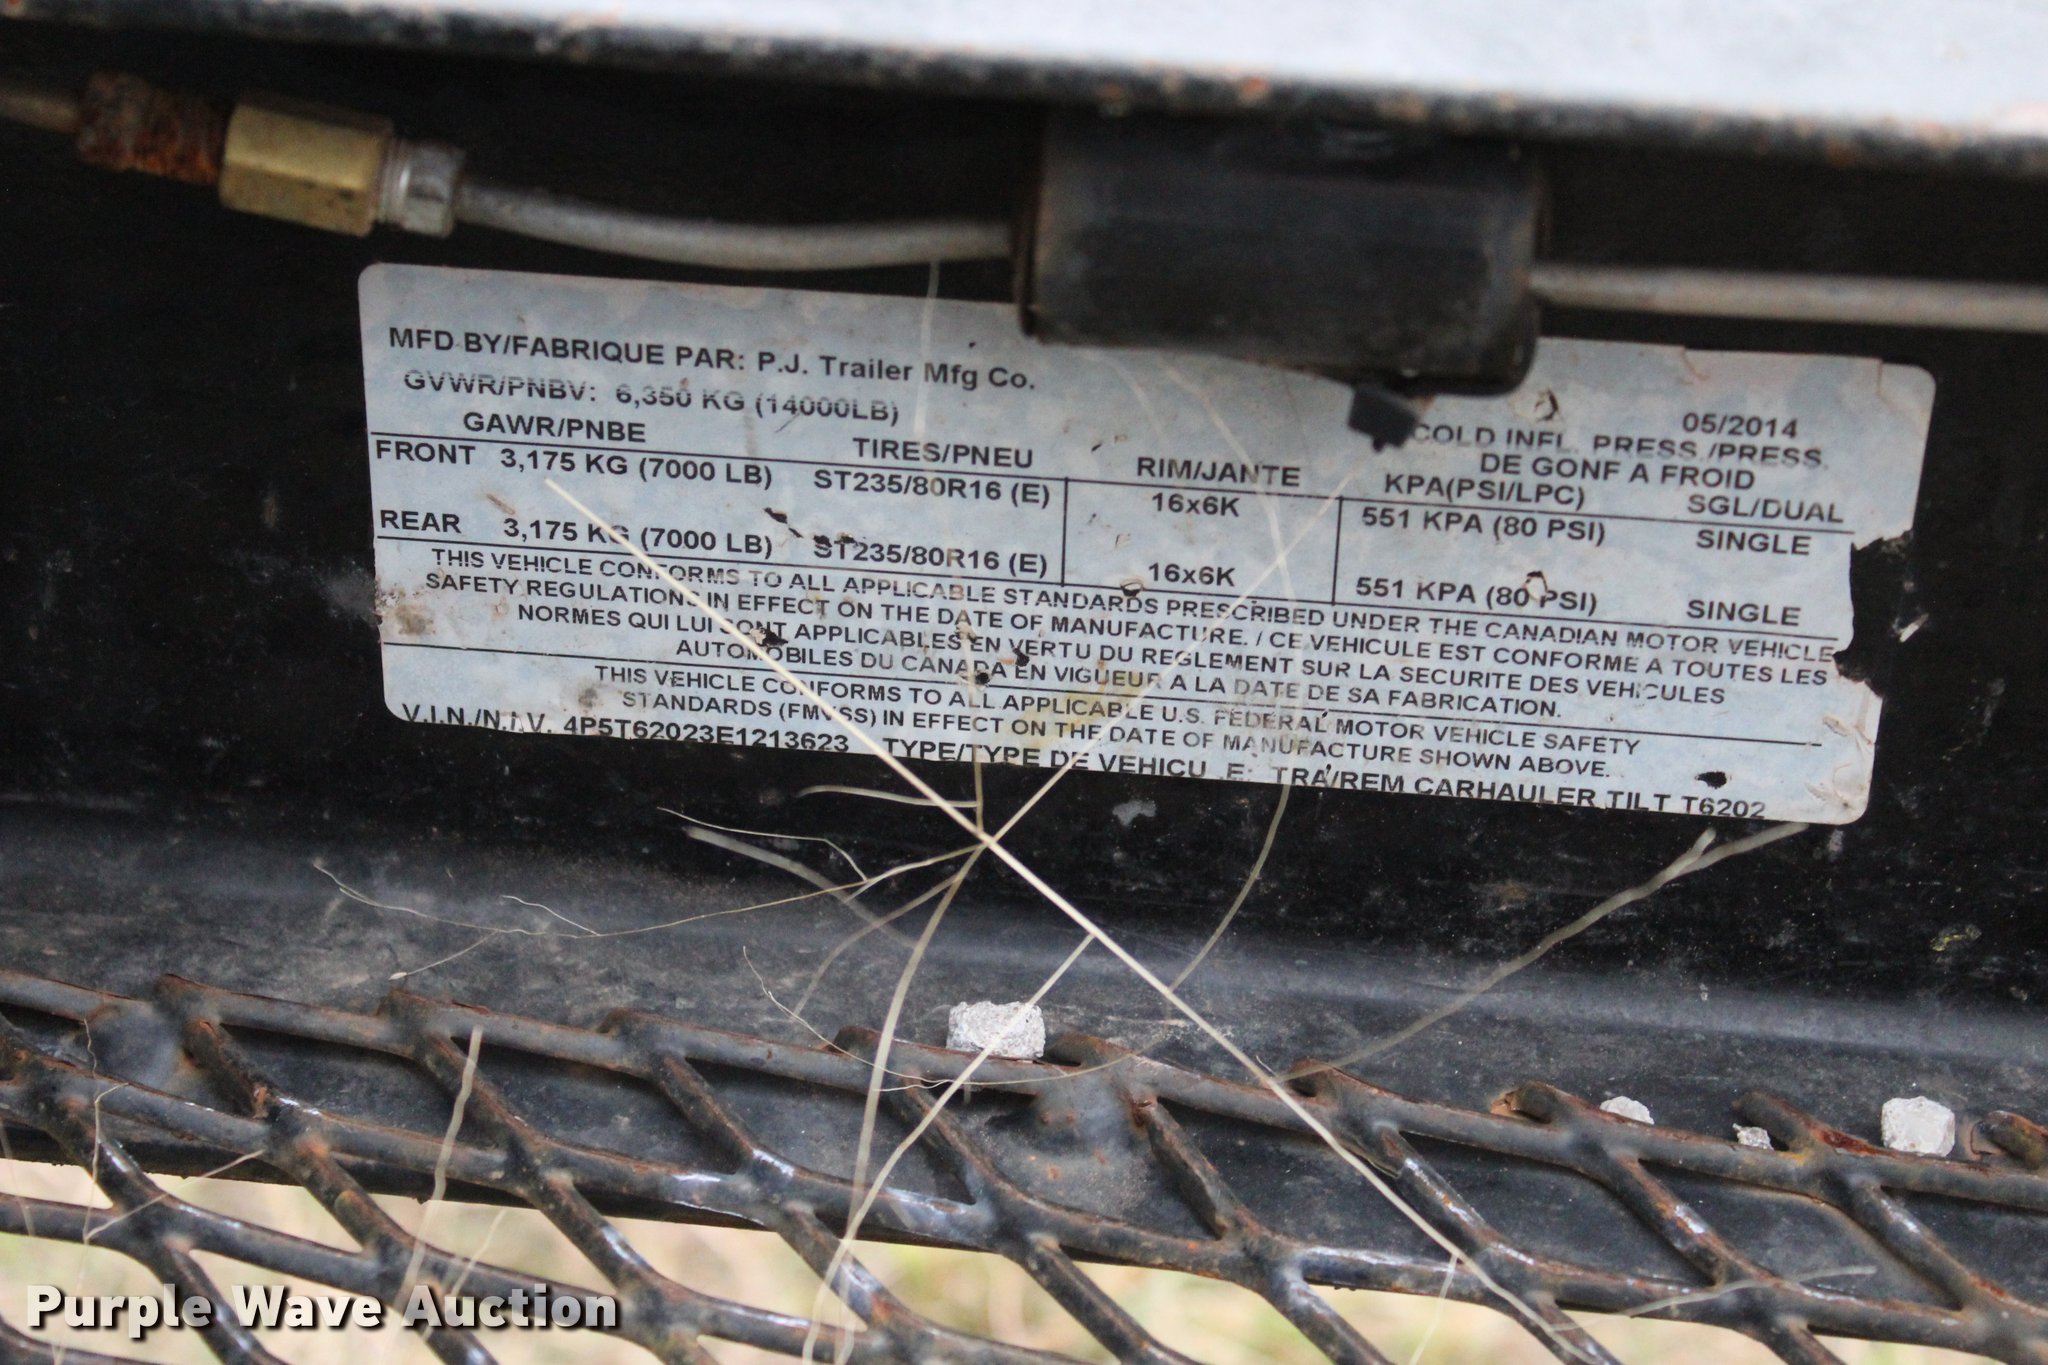 MFD BY/FABRIQUE PAR: P.J. Trailer Mfg Co.
GVWR/PNBV: 6,350 KG (14000LB) 05/2014
GAWR/PNBE TIRES/PNEU RIM/JANTE COLD INFL. PRESS./PRESS.
DE GONF A FROID
KPA(PSI/LPC) SGL/DUAL
FRONT 3,175 KG (7000 LB) ST235/80R16 (E) 16x6K 551 KPA (80 PSI) SINGLE
REAR 3,175 KG (7000 LB) ST235/80R16 (E) 16x6K 551 KPA (80 PSI) SINGLE
THIS VEHICLE CONFORMS TO ALL APPLICABLE STANDARDS PRESCRIBED UNDER THE CANADIAN MOTOR VEHICLE
SAFETY REGULATIONS IN EFFECT ON THE DATE OF MANUFACTURE. / CE VEHICULE EST CONFORME A TOUTES LES
NORMES QUI LUI SONT APPLICABLES EN VERTU DU REGLEMENT SUR LA SECURITE DES VEHICULES
AUTOMOBILES DU CANADA EN VIGUEUR A LA DATE DE SA FABRICATION.
THIS VEHICLE CONFORMS TO ALL APPLICABLE U.S. FEDERAL MOTOR VEHICLE SAFETY
STANDARDS (FMVSS) IN EFFECT ON THE DATE OF MANUFACTURE SHOWN ABOVE.
V.I.N./N.I.V. 4P5T62023E1213623 TYPE/TYPE DE VEHICU E: TRA/REM CARHAULER TILT T6202
Purple Wave Auction